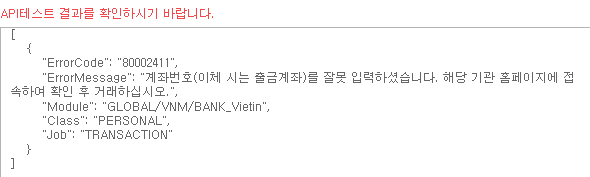 API테스트 결과를 확인하시기 바랍니다.
[
{
"ErrorCode": "80002411",
"ErrorMessage": "계좌번호(이체 시는 출금계좌)를 잘못 입력하셨습니다. 해당 기관 홈페이지에 접
속하여 확인 후 거래하십시오.",
"Module": "GLOBAL/VNM/BANK_Vietin",
"Class": "PERSONAL",
"Job": "TRANSACTION"
}
]